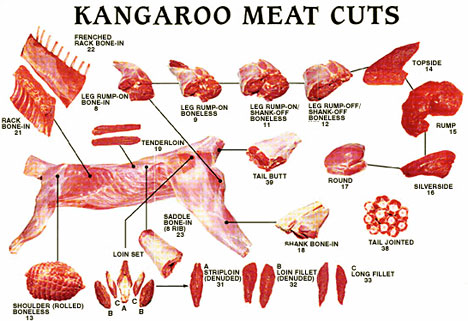 KANGAROO MEAT CUTS
FRENCHED
RACK BONE-IN
22
RACK
BONE-IN
21
LEG RUMP-ON
BONE-IN
8
LEG RUMP-ON
BONELESS
9
LEG RUMP-ON/
SHANK-OFF
BONELESS
11
LEG RUMP-OFF/
SHANK-OFF
BONELESS
12
TOPSIDE
14
RUMP
15
TENDERLOIN
19
TAIL BUTT
39
ROUND
17
SILVERSIDE
16
SADDLE
BONE-IN
(8 RIB)
23
SHANK BONE-IN
18
TAIL JOINTED
38
LOIN SET
SHOULDER (ROLLED)
BONELESS
13
B
C
A
C
B
A
STRIPLOIN
(DENUDED)
31
B
LOIN FILLET
(DENUDED)
32
C
LONG FILLET
33